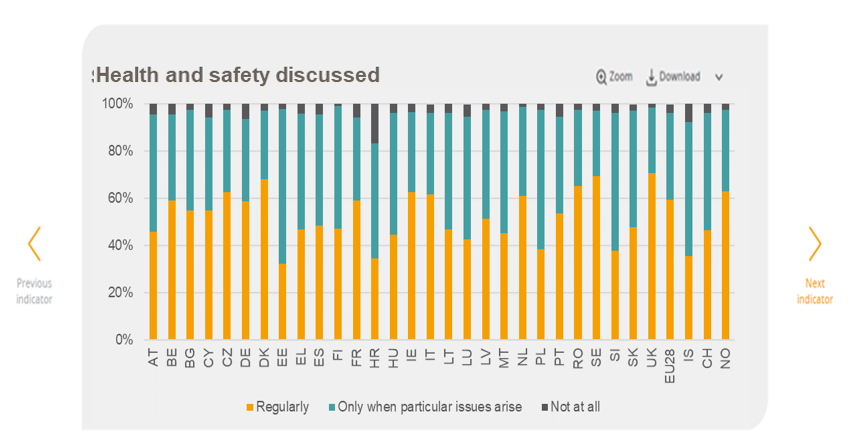 Health and safety discussed
Zoom
Download
100%
80%
60%
40%
20%
0%
AT BE BG CY CZ DE DK EE EL ES FI FR HR HU IE IT LT LU LV MT NL PL PT RO SE SI SK UK EU28 IS CH NO
Regularly
Only when particular issues arise
Not at all
Previous
indicator
Next
indicator